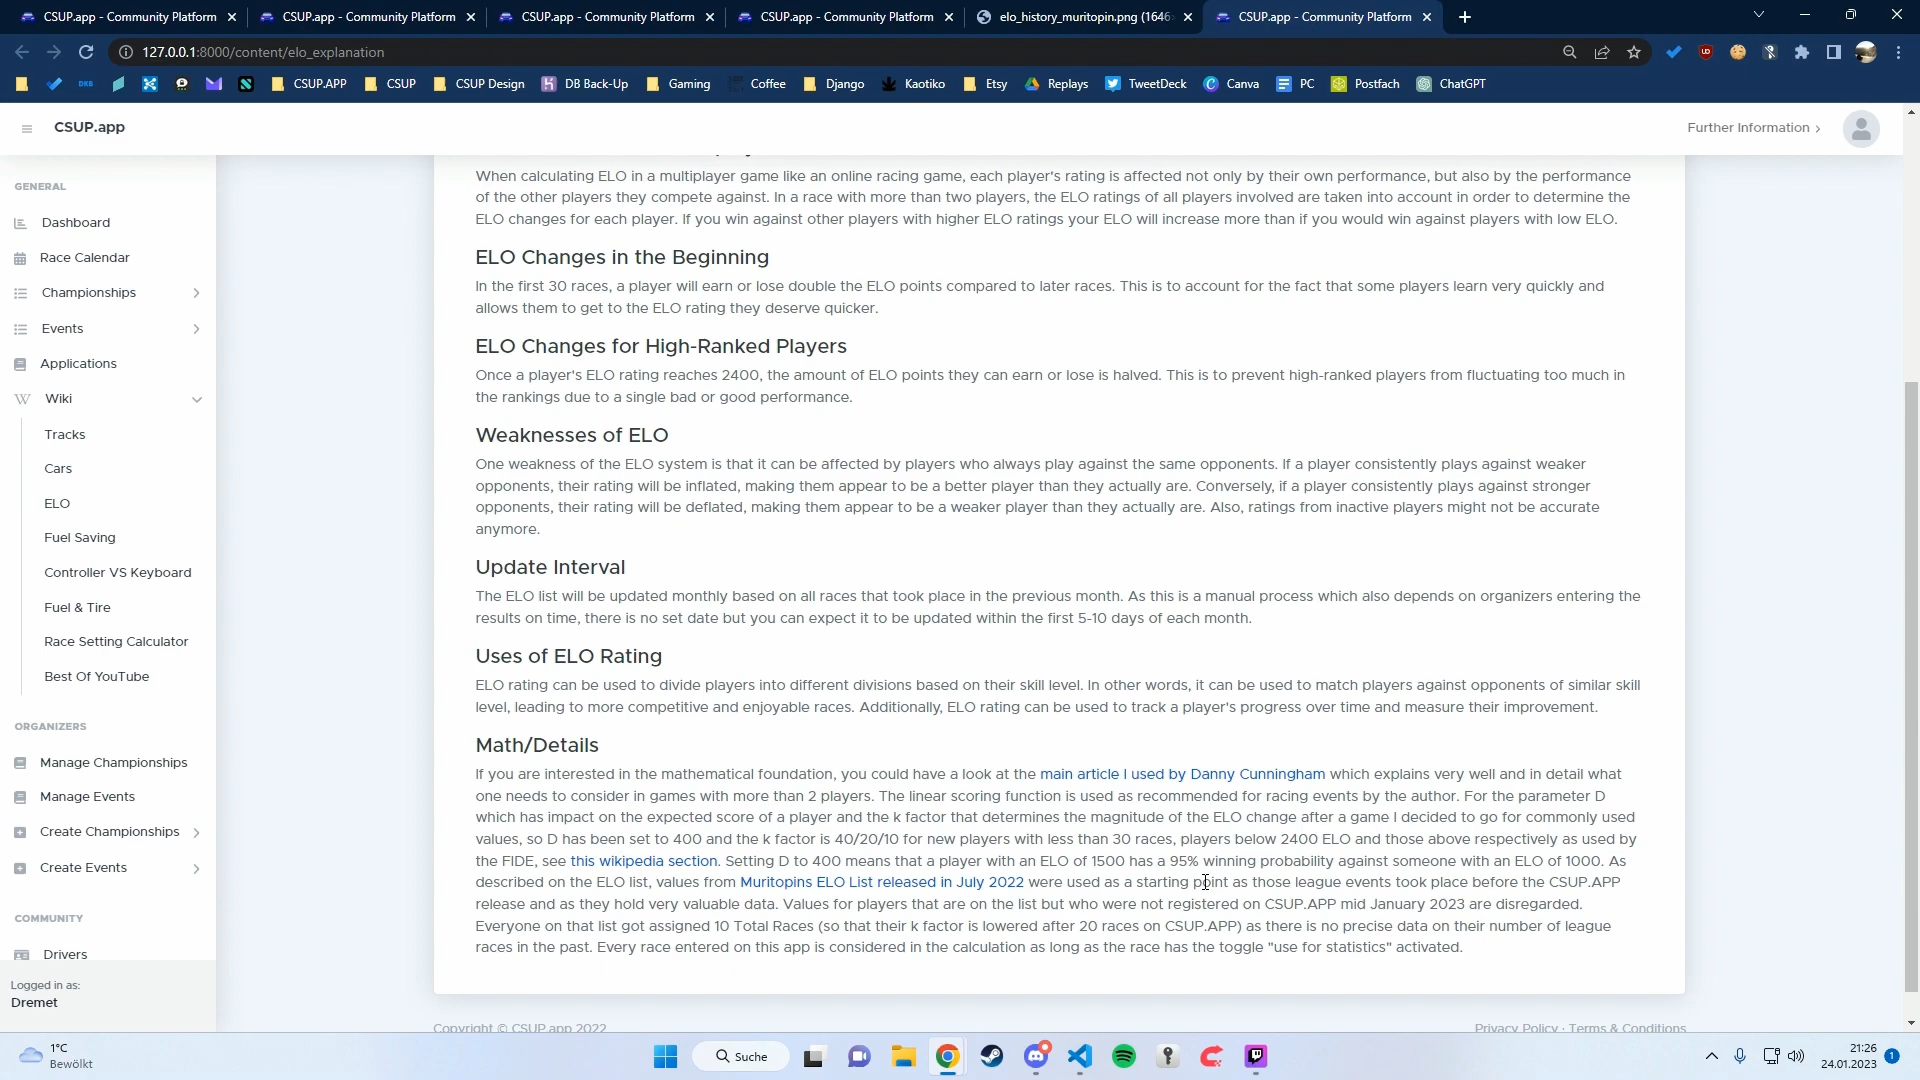 CSUP.app - Community Platform
CSUP.app - Community Platform
CSUP.app - Community Platform
CSUP.app - Community Platform
elo_history_muritopin.png (1646
CSUP.app - Community Platform
127.0.0.1:8000/content/elo_explanation
CSUP.APP
CSUP
CSUP Design
DB Back-Up
Gaming
Coffee
Django
Kaotiko
Etsy
Replays
TweetDeck
Canva
PC
Postfach
ChatGPT
CSUP.app
Further Information
GENERAL
Dashboard
Race Calendar
Championships
Events
Applications
Wiki
Tracks
Cars
ELO
Fuel Saving
Controller VS Keyboard
Fuel & Tire
Race Setting Calculator
Best Of YouTube
ORGANIZERS
Manage Championships
Manage Events
Create Championships
Create Events
COMMUNITY
Drivers
Logged in as:
Dremet
When calculating ELO in a multiplayer game like an online racing game, each player's rating is affected not only by their own performance, but also by the performance
of the other players they compete against. In a race with more than two players, the ELO ratings of all players involved are taken into account in order to determine the
ELO changes for each player. If you win against other players with higher ELO ratings your ELO will increase more than if you would win against players with low ELO.
ELO Changes in the Beginning
In the first 30 races, a player will earn or lose double the ELO points compared to later races. This is to account for the fact that some players learn very quickly and
allows them to get to the ELO rating they deserve quicker.
ELO Changes for High-Ranked Players
Once a player's ELO rating reaches 2400, the amount of ELO points they can earn or lose is halved. This is to prevent high-ranked players from fluctuating too much in
the rankings due to a single bad or good performance.
Weaknesses of ELO
One weakness of the ELO system is that it can be affected by players who always play against the same opponents. If a player consistently plays against weaker
opponents, their rating will be inflated, making them appear to be a better player than they actually are. Conversely, if a player consistently plays against stronger
opponents, their rating will be deflated, making them appear to be a weaker player than they actually are. Also, ratings from inactive players might not be accurate
anymore.
Update Interval
The ELO list will be updated monthly based on all races that took place in the previous month. As this is a manual process which also depends on organizers entering the
results on time, there is no set date but you can expect it to be updated within the first 5-10 days of each month.
Uses of ELO Rating
ELO rating can be used to divide players into different divisions based on their skill level. In other words, it can be used to match players against opponents of similar skill
level, leading to more competitive and enjoyable races. Additionally, ELO rating can be used to track a player's progress over time and measure their improvement.
Math/Details
If you are interested in the mathematical foundation, you could have a look at the main article I used by Danny Cunningham which explains very well and in detail what
one needs to consider in games with more than 2 players. The linear scoring function is used as recommended for racing events by the author. For the parameter D
which has impact on the expected score of a player and the k factor that determines the magnitude of the ELO change after a game I decided to go for commonly used
values, so D has been set to 400 and the k factor is 40/20/10 for new players with less than 30 races, players below 2400 ELO and those above respectively as used by
the FIDE, see this wikipedia section. Setting D to 400 means that a player with an ELO of 1500 has a 95% winning probability against someone with an ELO of 1000. As
described on the ELO list, values from Muritopins ELO List released in July 2022 were used as a starting point as those league events took place before the CSUP.APP
release and as they hold very valuable data. Values for players that are on the list but who were not registered on CSUP.APP mid January 2023 are disregarded.
Everyone on that list got assigned 10 Total Races (so that their k factor is lowered after 20 races on CSUP.APP) as there is no precise data on their number of league
races in the past. Every race entered on this app is considered in the calculation as long as the race has the toggle "use for statistics" activated.
Copyright © CSUP.app 2022
Privacy Policy · Terms & Conditions
1°C
Bewölkt
Suche
21:26
24.01.2023
1